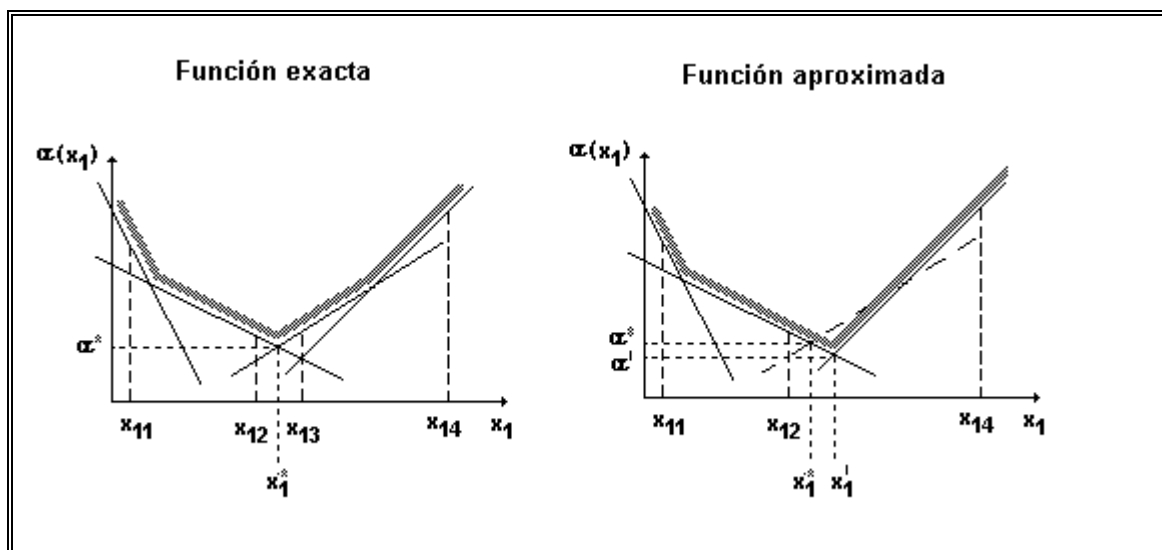 Función exacta
Función aproximada
α(x1)
α*
x11
x12
x13
x14
x1
x1*
α(x1)
α*
α'
x11
x12
x14
x1
x1*
x1'